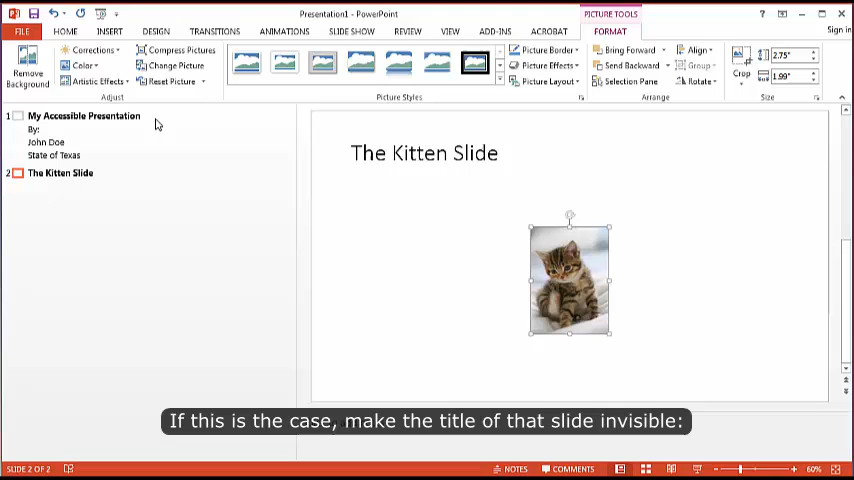 Presentation1 - PowerPoint
PICTURE TOOLS
Sign in
FILE
HOME
INSERT
DESIGN
TRANSITIONS
ANIMATIONS
SLIDE SHOW
REVIEW
VIEW
ADD-INS
ACROBAT
FORMAT
Remove
Background
Corrections
Color
Artistic Effects
Compress Pictures
Change Picture
Reset Picture
Adjust
Picture Styles
Picture Border
Picture Effects
Picture Layout
Bring Forward
Send Backward
Selection Pane
Align
Group
Rotate
Arrange
Crop
2.75"
1.99"
Size
1 My Accessible Presentation
By:
John Doe
State of Texas
2 The Kitten Slide
The Kitten Slide
If this is the case, make the title of that slide invisible:
SLIDE 2 OF 2
NOTES
COMMENTS
60%